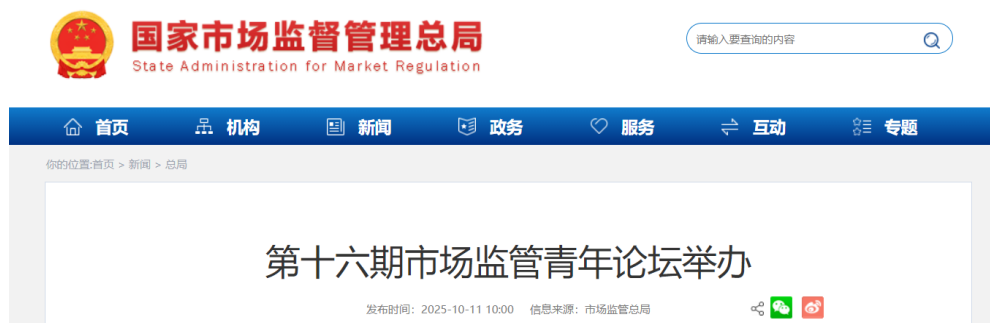 国家市场监督管理总局
State Administration for Market Regulation
请输入要查询的内容
首页 机构 新闻 政务 服务 互动 专题
你的位置:首页 > 新闻 > 总局
第十六期市场监管青年论坛举办
发布时间：2025-10-11 10:00 信息来源：市场监管总局